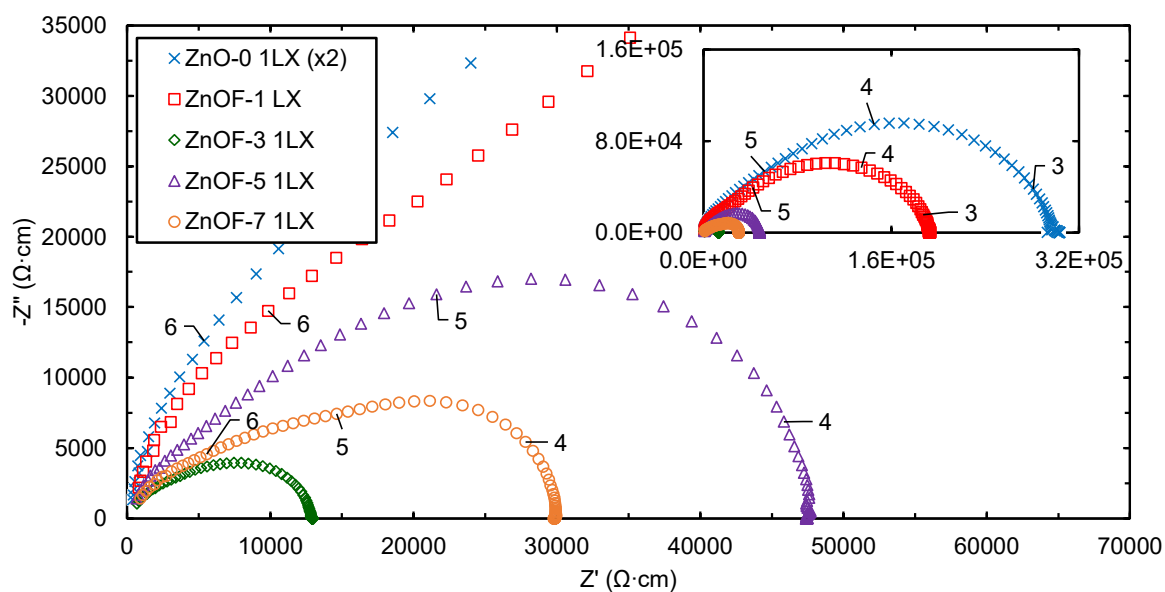 35000
30000
25000
20000
15000
10000
5000
0
-Z" (Ω·cm)
ZnO-0 1LX (x2)
ZnOF-1 LX
ZnOF-3 1LX
ZnOF-5 1LX
ZnOF-7 1LX
6
6
5
6
5
4
4
1.6E+05
8.0E+04
0.0E+00
4
5
4
3
5
3
0.0E+00 1.6E+05 3.2E+05
0 10000 20000 30000 40000 50000 60000 70000
Z' (Ω·cm)